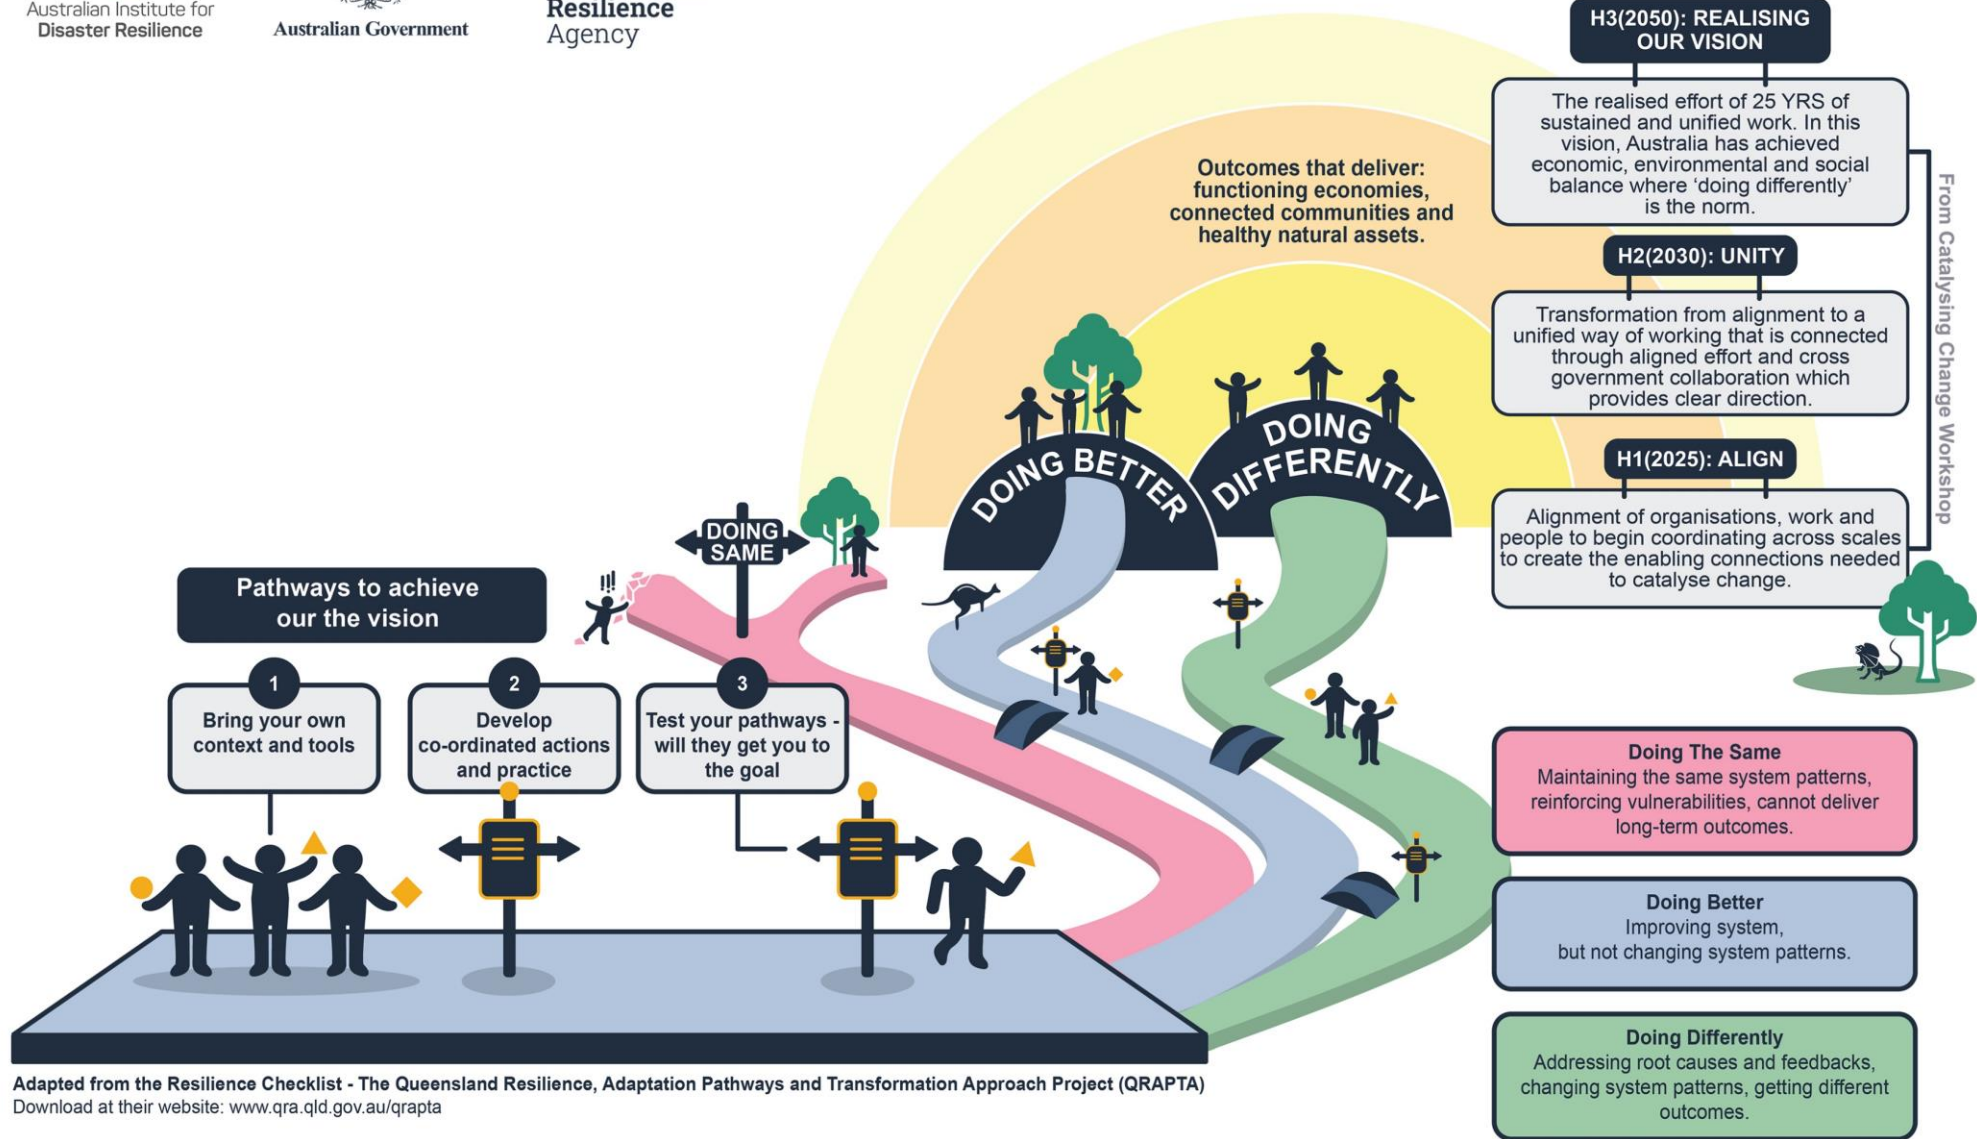 Australian Institute for
Disaster Resilience
Australian Government
Resilience
Agency
H3(2050): REALISING
OUR VISION
The realised effort of 25 YRS of
sustained and unified work. In this
vision, Australia has achieved
economic, environmental and social
balance where ‘doing differently’
is the norm.
Outcomes that deliver:
functioning economies,
connected communities and
healthy natural assets.
H2(2030): UNITY
Transformation from alignment to a
unified way of working that is connected
through aligned effort and cross
government collaboration which
provides clear direction.
H1(2025): ALIGN
Alignment of organisations, work and
people to begin coordinating across scales
to create the enabling connections needed
to catalyse change.
From Catalysing Change Workshop
DOING BETTER
DOING
DIFFERENTLY
DOING
SAME
!!!
Pathways to achieve
our the vision
1
Bring your own
context and tools
2
Develop
co-ordinated actions
and practice
3
Test your pathways -
will they get you to
the goal
Doing The Same
Maintaining the same system patterns,
reinforcing vulnerabilities, cannot deliver
long-term outcomes.
Doing Better
Improving system,
but not changing system patterns.
Doing Differently
Addressing root causes and feedbacks,
changing system patterns, getting different
outcomes.
Adapted from the Resilience Checklist - The Queensland Resilience, Adaptation Pathways and Transformation Approach Project (QRAPTA)
Download at their website: www.qra.qld.gov.au/qrapta